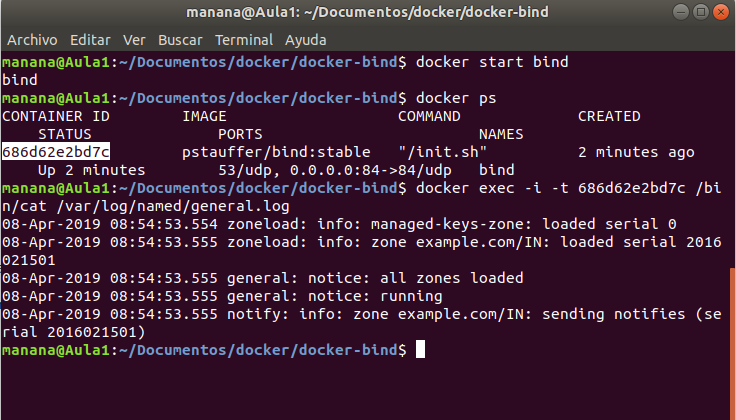 manana@Aula1: ~/Documentos/docker/docker-bind
Archivo Editar Ver Buscar Terminal Ayuda
manana@Aula1:~/Documentos/docker/docker-bind$ docker start bind
bind
manana@Aula1:~/Documentos/docker/docker-bind$ docker ps
CONTAINER ID        IMAGE                   COMMAND             CREATED
    STATUS              PORTS                           NAMES
686d62e2bd7c        pstauffer/bind:stable   "/init.sh"          2 minutes ago
    Up 2 minutes        53/udp, 0.0.0.0:84->84/udp   bind
manana@Aula1:~/Documentos/docker/docker-bind$ docker exec -i -t 686d62e2bd7c /bi
n/cat /var/log/named/general.log
08-Apr-2019 08:54:53.554 zoneload: info: managed-keys-zone: loaded serial 0
08-Apr-2019 08:54:53.555 zoneload: info: zone example.com/IN: loaded serial 2016
021501
08-Apr-2019 08:54:53.555 general: notice: all zones loaded
08-Apr-2019 08:54:53.555 general: notice: running
08-Apr-2019 08:54:53.555 notify: info: zone example.com/IN: sending notifies (se
rial 2016021501)
manana@Aula1:~/Documentos/docker/docker-bind$